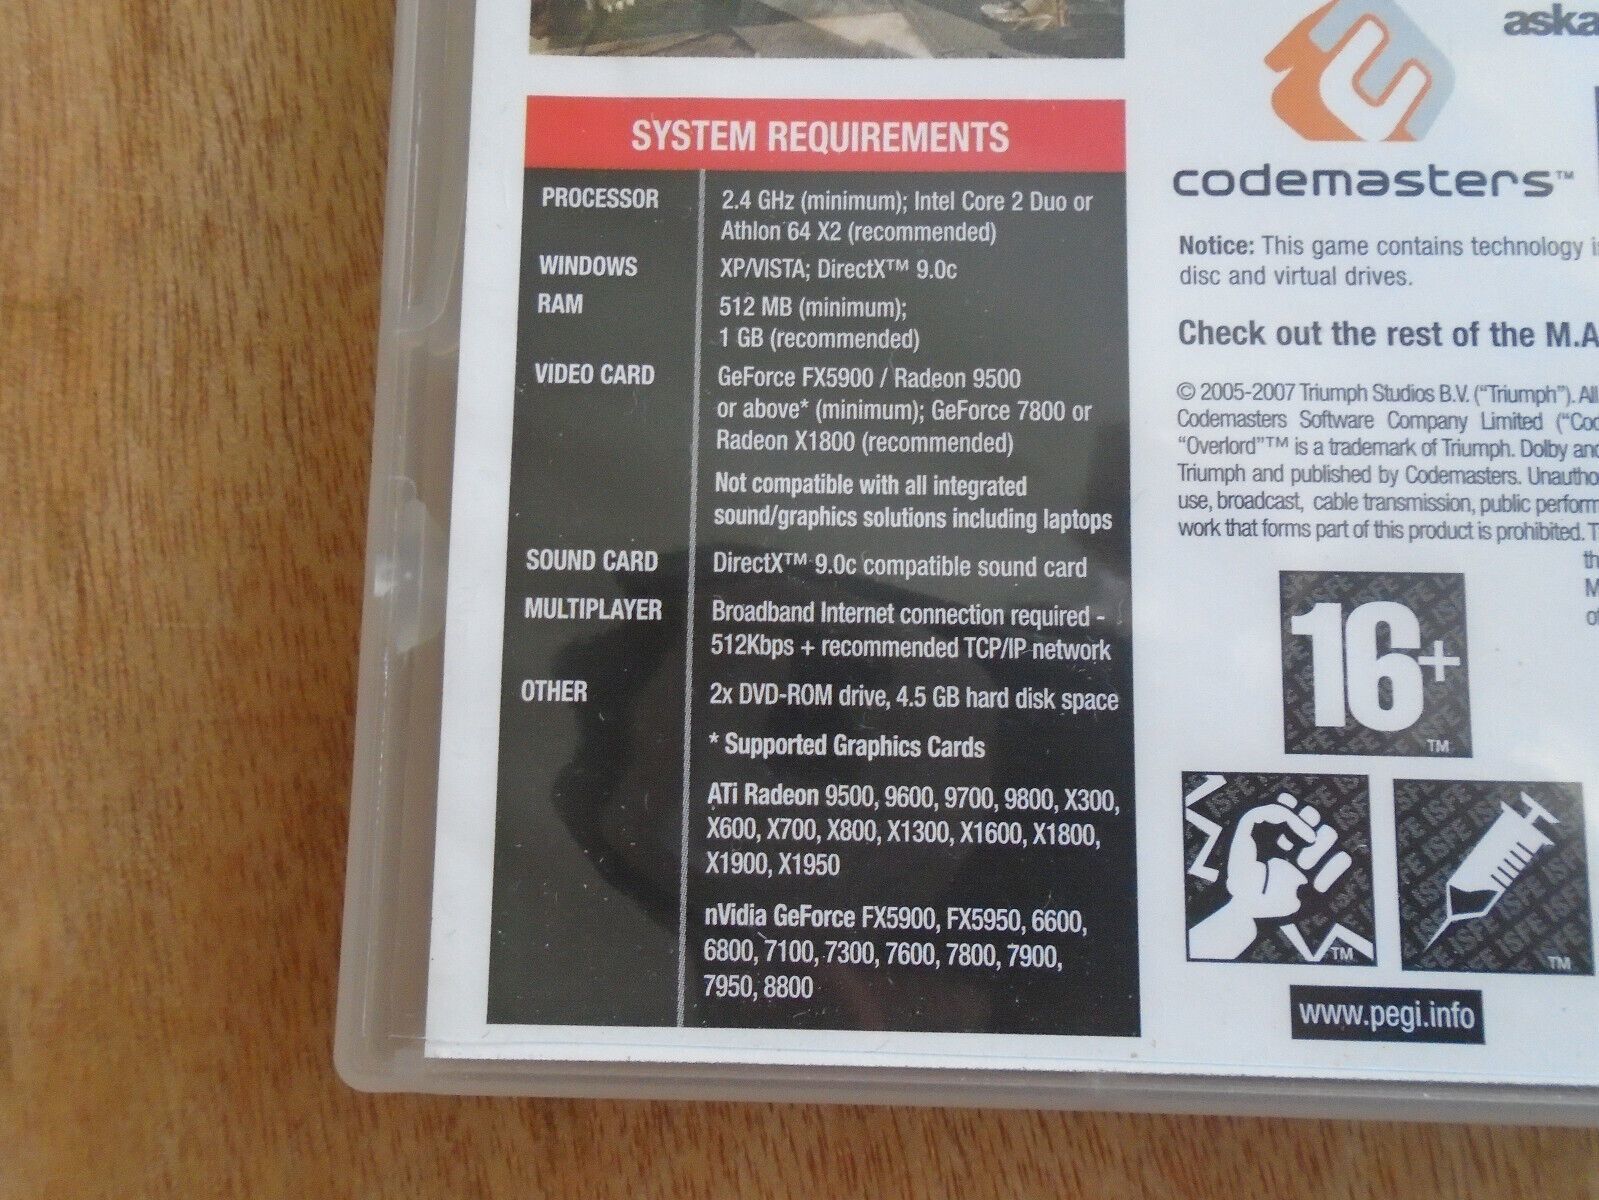 SYSTEM REQUIREMENTS
PROCESSOR 2.4 GHz (minimum); Intel Core 2 Duo or
Athlon 64 X2 (recommended)
WINDOWS XP/VISTA; DirectX™ 9.0c
RAM 512 MB (minimum);
1 GB (recommended)
VIDEO CARD GeForce FX5900 / Radeon 9500
or above* (minimum); GeForce 7800 or
Radeon X1800 (recommended)
Not compatible with all integrated
sound/graphics solutions including laptops
SOUND CARD DirectX™ 9.0c compatible sound card
MULTIPLAYER Broadband Internet connection required -
512Kbps + recommended TCP/IP network
OTHER 2x DVD-ROM drive, 4.5 GB hard disk space
* Supported Graphics Cards
ATi Radeon 9500, 9600, 9700, 9800, X300,
X600, X700, X800, X1300, X1600, X1800,
X1900, X1950
nVidia GeForce FX5900, FX5950, 6600,
6800, 7100, 7300, 7600, 7800, 7900,
7950, 8800
aska
codemasters™
Notice: This game contains technology
disc and virtual drives.
Check out the rest of the M.A
© 2005-2007 Triumph Studios B.V. ("Triumph"). All
Codemasters Software Company Limited
"Overlord"™ is a trademark of Triumph. Dolby
Triumph and published by Codemasters.
use, broadcast, cable transmission, public
work that forms part of this product is prohibited.
16+
™
ISFE
™
™
www.pegi.info